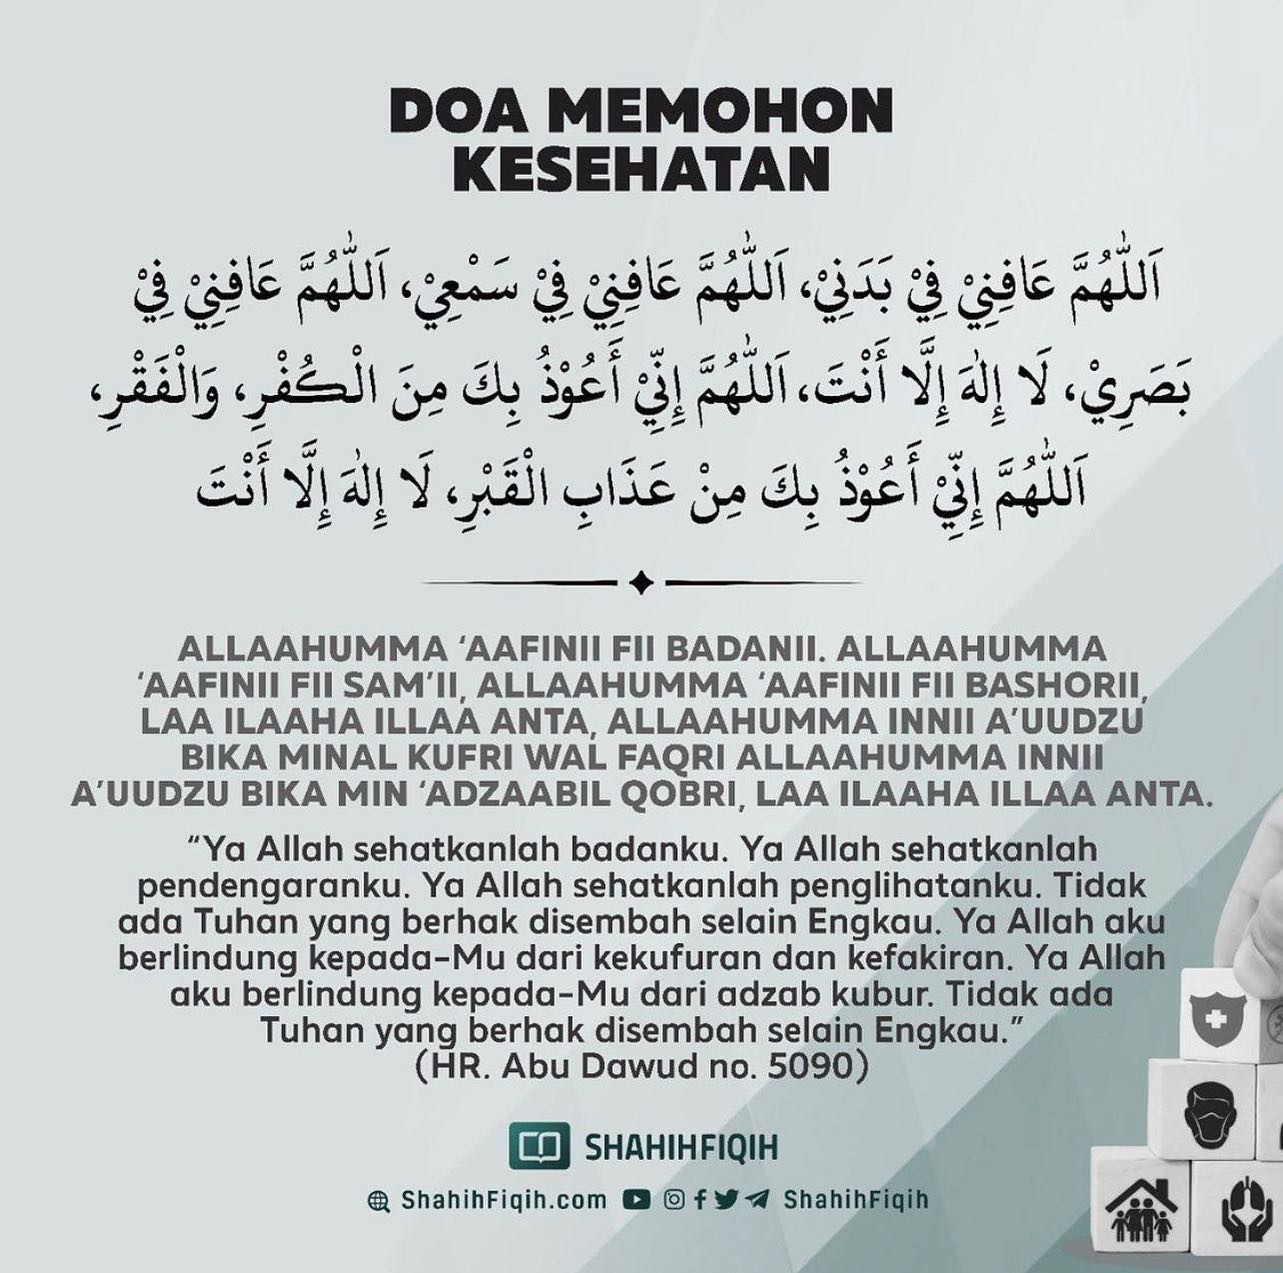 DOA MEMOHON
KESEHATAN
اَللّٰهُمَّ عَافِنِيْ فِيْ بَدَنِيْ، اَللّٰهُمَّ عَافِنِيْ فِيْ سَمْعِيْ، اَللّٰهُمَّ عَافِنِيْ فِيْ
بَصَرِيْ، لَا إِلٰهَ إِلَّا أَنْتَ، اَللّٰهُمَّ إِنِّيْ أَعُوْذُ بِكَ مِنَ الْكُفْرِ، وَالْفَقْرِ،
اَللّٰهُمَّ إِنِّيْ أَعُوْذُ بِكَ مِنْ عَذَابِ الْقَبْرِ، لَا إِلٰهَ إِلَّا أَنْتَ
ALLAAHUMMA ‘AAFINII FII BADANII. ALLAAHUMMA
‘AAFINII FII SAM’II, ALLAAHUMMA ‘AAFINII FII BASHORII,
LAA ILAAHA ILLAA ANTA, ALLAAHUMMA INNII A’UUDZU
BIKA MINAL KUFRI WAL FAQRI ALLAAHUMMA INNII
A’UUDZU BIKA MIN ‘ADZAABIL QOBRI, LAA ILAAHA ILLAA ANTA.
“Ya Allah sehatkanlah badanku. Ya Allah sehatkanlah
pendengaranku. Ya Allah sehatkanlah penglihatanku. Tidak
ada Tuhan yang berhak disembah selain Engkau. Ya Allah aku
berlindung kepada-Mu dari kekufuran dan kefakiran. Ya Allah
aku berlindung kepada-Mu dari adzab kubur. Tidak ada
Tuhan yang berhak disembah selain Engkau.”
(HR. Abu Dawud no. 5090)
SHAHIHFIQIH
ShahihFiqih.com ShahihFiqih